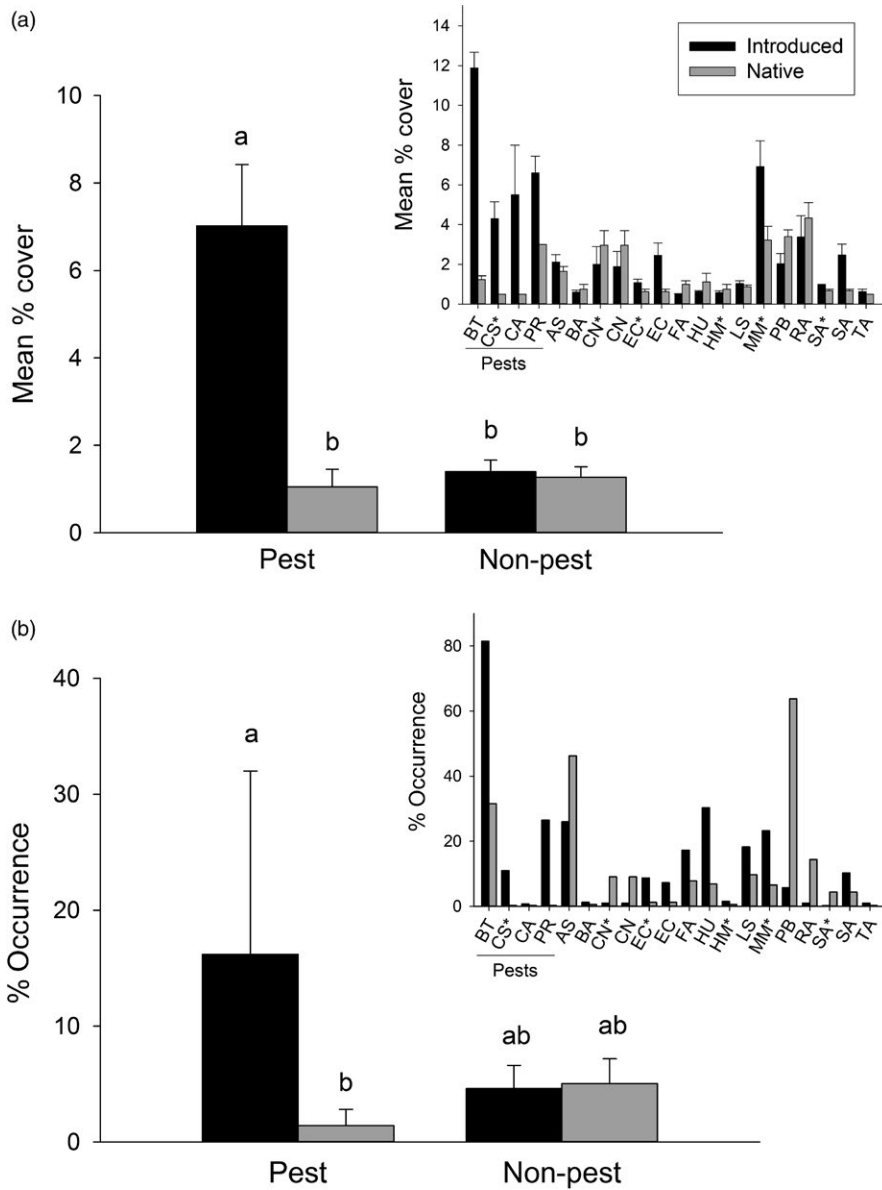 (a)
Mean % cover
10
8
6
4
2
0
a
b
b
b
Pest
Non-pest
Mean % cover
14
12
10
8
6
4
2
0
Introduced
Native
BT CS* CA PR AS BA CN* CN EC* EC FA HU HM* LS MM* PB RA SA* SA TA
Pests
(b)
% Occurrence
40
30
20
10
0
a
b
ab
ab
Pest
Non-pest
% Occurrence
80
60
40
20
0
BT CS* CA PR AS BA CN* CN EC* EC FA HU HM* LS MM* PB RA SA* SA TA
Pests